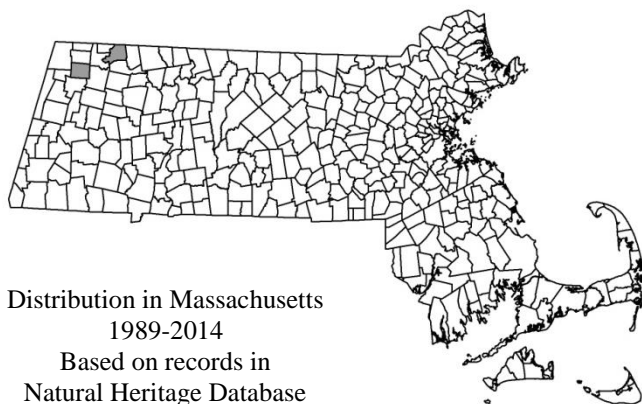 Distribution in Massachusetts
1989-2014
Based on records in
Natural Heritage Database